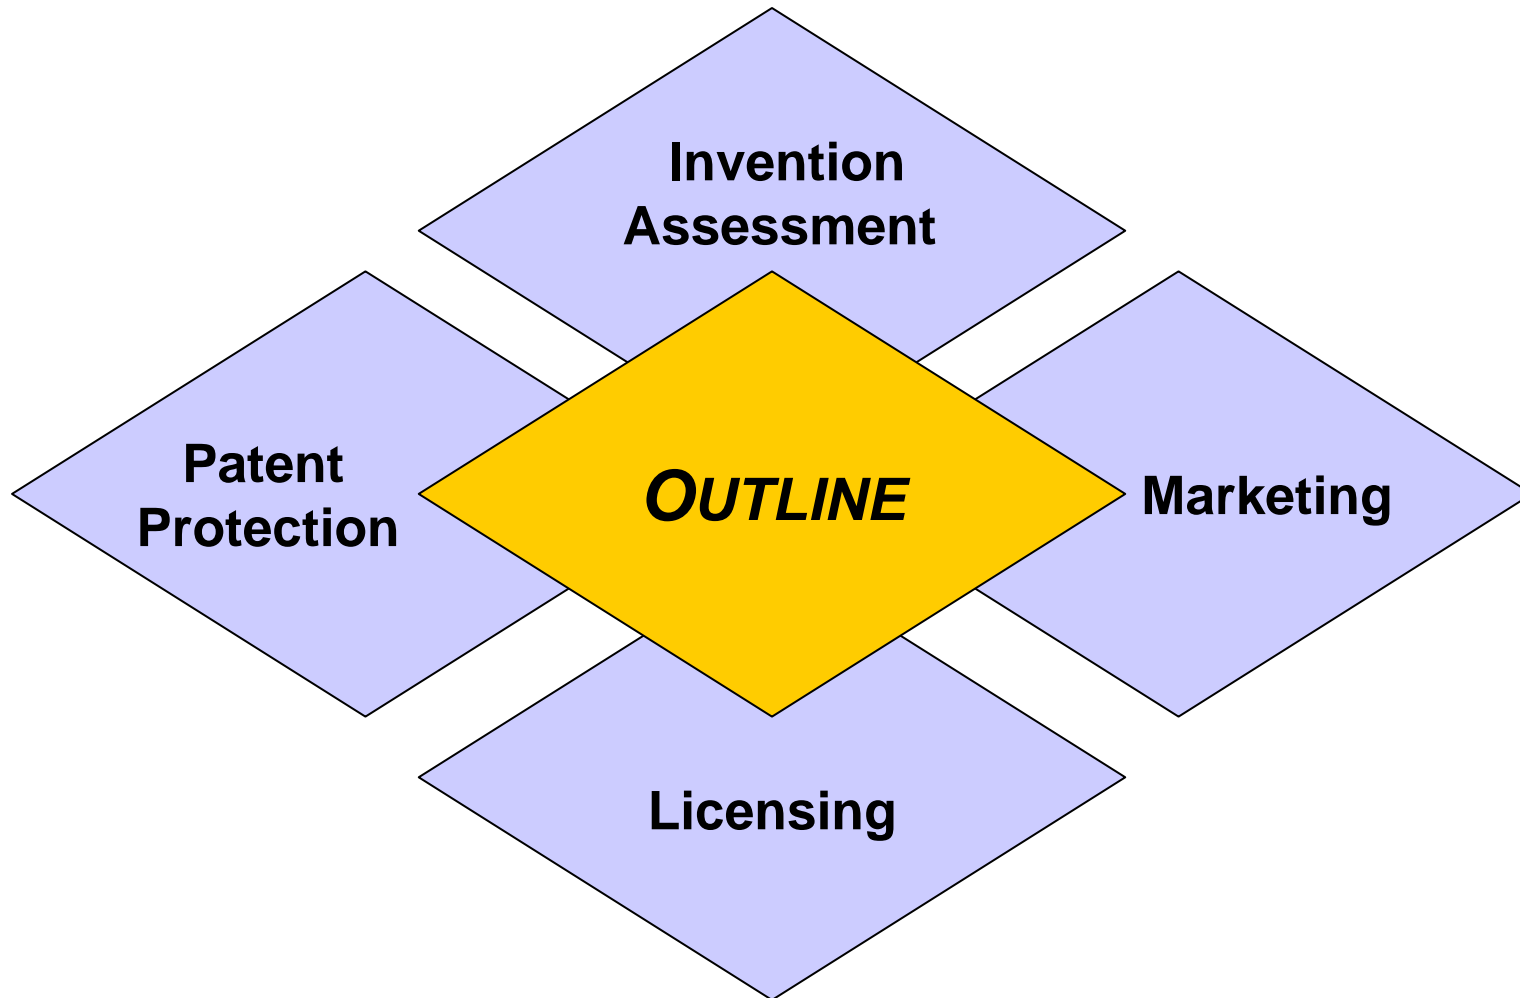 Invention
Assessment
Patent
Protection
OUTLINE
Marketing
Licensing